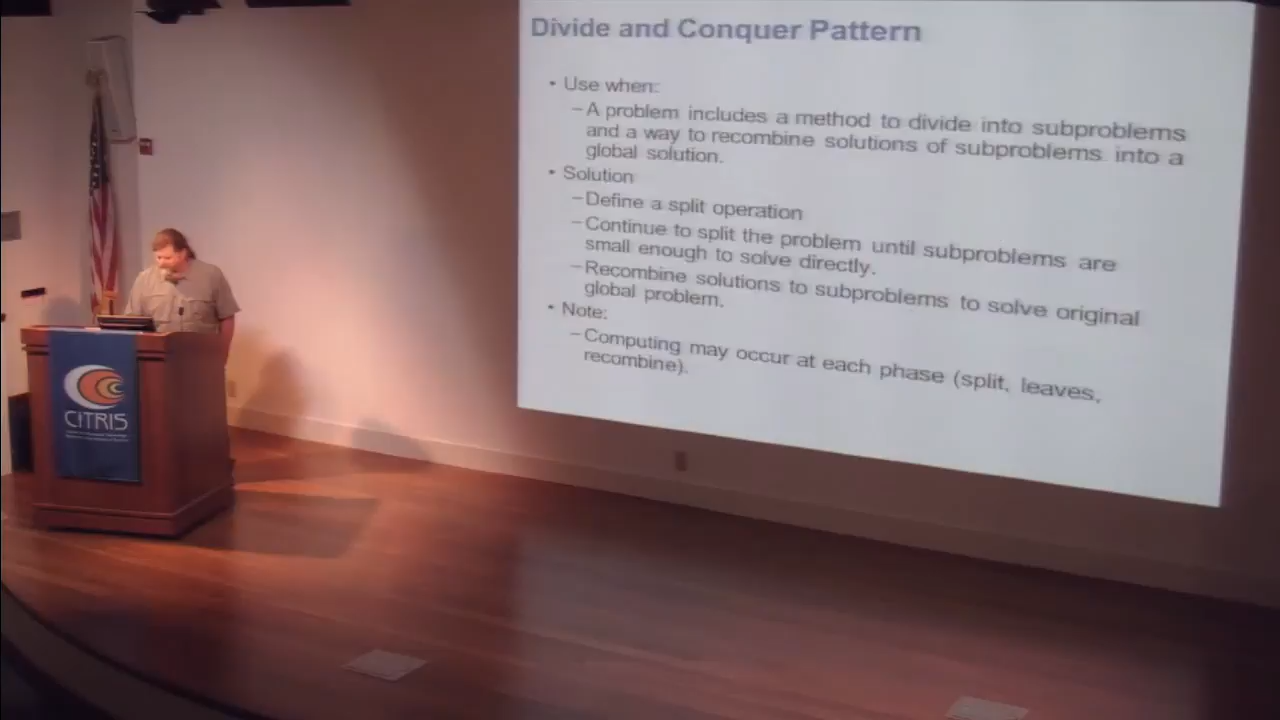 Divide and Conquer Pattern
• Use when:
–A problem includes a method to divide into subproblems
and a way to recombine solutions of subproblems into a
global solution.
• Solution
–Define a split operation
–Continue to split the problem until subproblems are
small enough to solve directly.
–Recombine solutions to subproblems to solve original
global problem.
• Note:
–Computing may occur at each phase (split, leaves,
recombine).
CITRIS